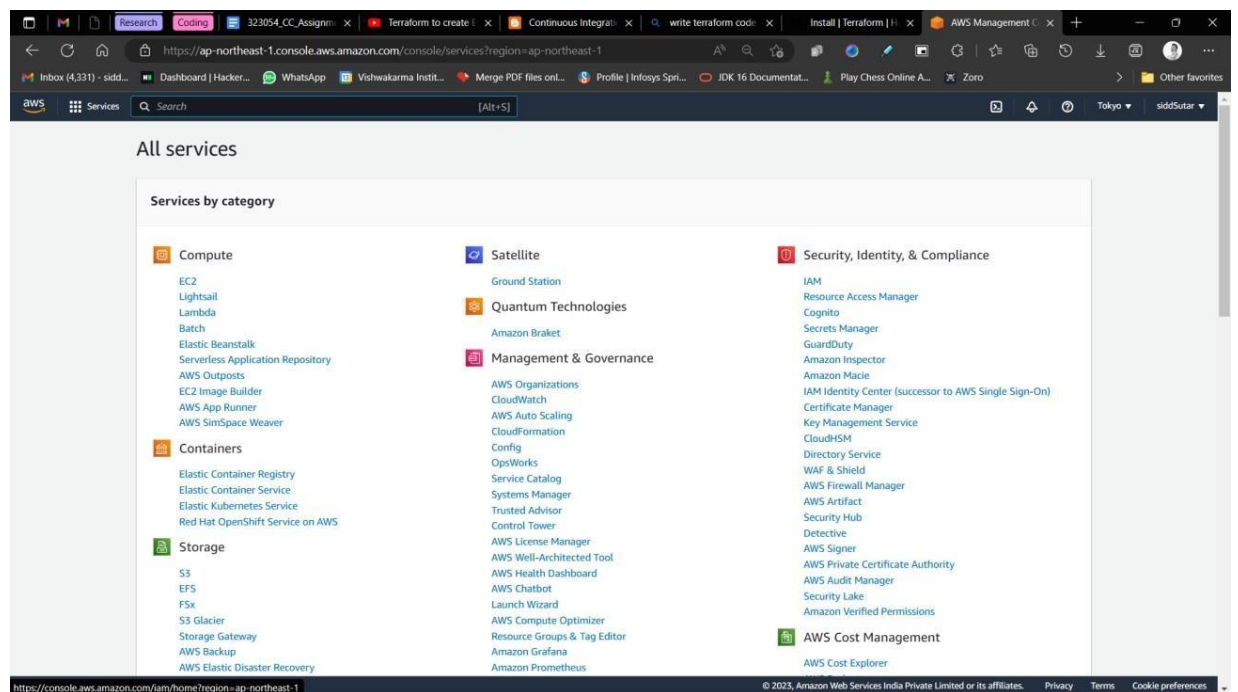 Research
Coding
323054_CC_Assignm
Terraform to create E
Continuous Integrati
write terraform code
Install | Terraform | H
AWS Management C
https://ap-northeast-1.console.aws.amazon.com/console/services?region=ap-northeast-1
Inbox (4,331) - sidd...
Dashboard | Hacker...
WhatsApp
Vishwakarma Instit...
Merge PDF files onl...
Profile | Infosys Spri...
JDK 16 Documentat...
Play Chess Online A...
Zoro
Other favorites
aws
Services
Search
[Alt+S]
Tokyo
siddSutar
All services
Services by category
Compute
EC2
Lightsail
Lambda
Batch
Elastic Beanstalk
Serverless Application Repository
AWS Outposts
EC2 Image Builder
AWS App Runner
AWS SimSpace Weaver
Containers
Elastic Container Registry
Elastic Container Service
Elastic Kubernetes Service
Red Hat OpenShift Service on AWS
Storage
S3
EFS
FSx
S3 Glacier
Storage Gateway
AWS Backup
AWS Elastic Disaster Recovery
Satellite
Ground Station
Quantum Technologies
Amazon Braket
Management & Governance
AWS Organizations
CloudWatch
AWS Auto Scaling
CloudFormation
Config
OpsWorks
Service Catalog
Systems Manager
Trusted Advisor
Control Tower
AWS License Manager
AWS Well-Architected Tool
AWS Health Dashboard
AWS Chatbot
Launch Wizard
AWS Compute Optimizer
Resource Groups & Tag Editor
Amazon Grafana
Amazon Prometheus
Security, Identity, & Compliance
IAM
Resource Access Manager
Cognito
Secrets Manager
GuardDuty
Amazon Inspector
Amazon Macie
IAM Identity Center (successor to AWS Single Sign-On)
Certificate Manager
Key Management Service
CloudHSM
Directory Service
WAF & Shield
AWS Firewall Manager
AWS Artifact
Security Hub
Detective
AWS Signer
AWS Private Certificate Authority
AWS Audit Manager
Security Lake
Amazon Verified Permissions
AWS Cost Management
AWS Cost Explorer
https://console.aws.amazon.com/iam/home?region=ap-northeast-1
© 2023, Amazon Web Services India Private Limited or its affiliates.
Privacy
Terms
Cookie preferences